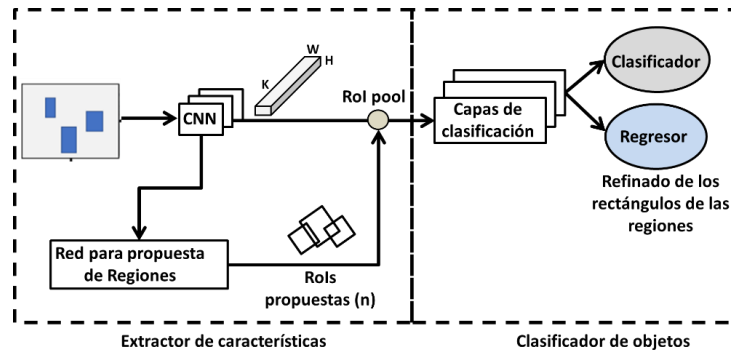 W
H
K
CNN
RoI pool
Capas de
clasificación
Clasificador
Regresor
Refinado de los
rectángulos de las
regiones
Red para propuesta
de Regiones
RoIs
propuestas (n)
Extractor de características
Clasificador de objetos